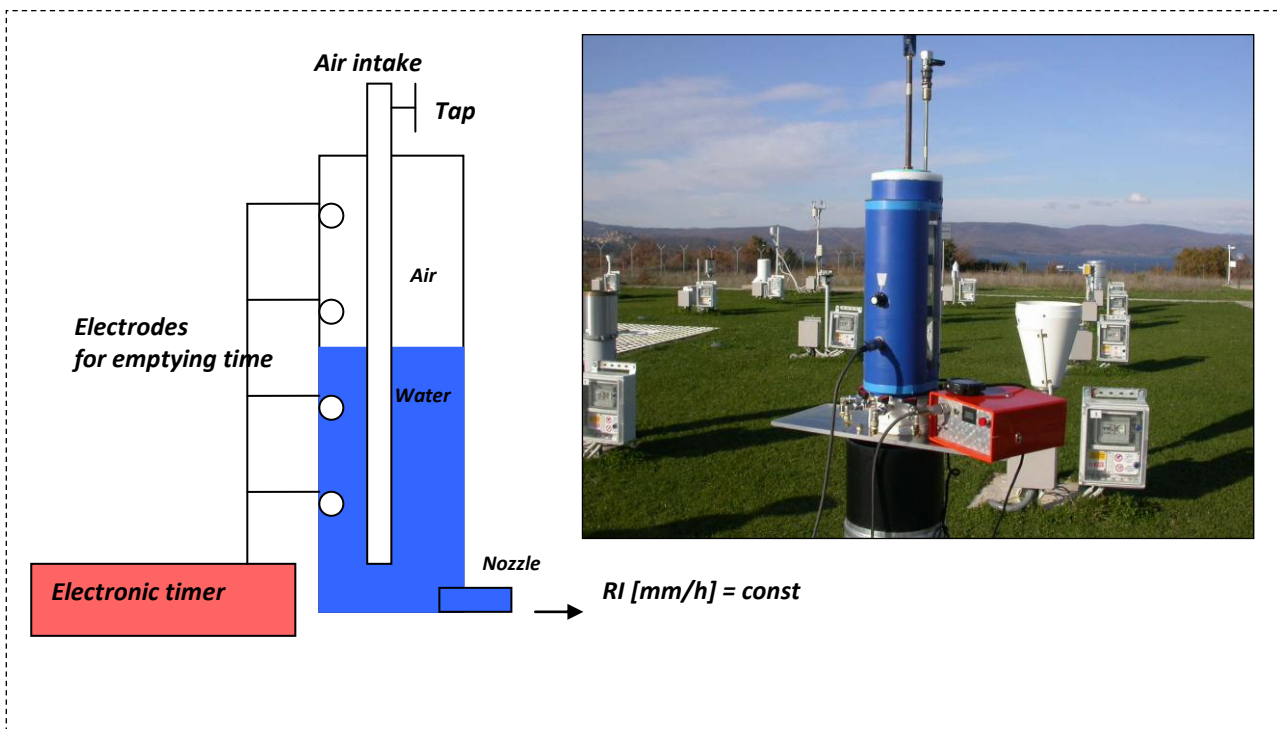 Air intake
Tap
Air
Electrodes
for emptying time
Water
Nozzle
Electronic timer
RI [mm/h] = const